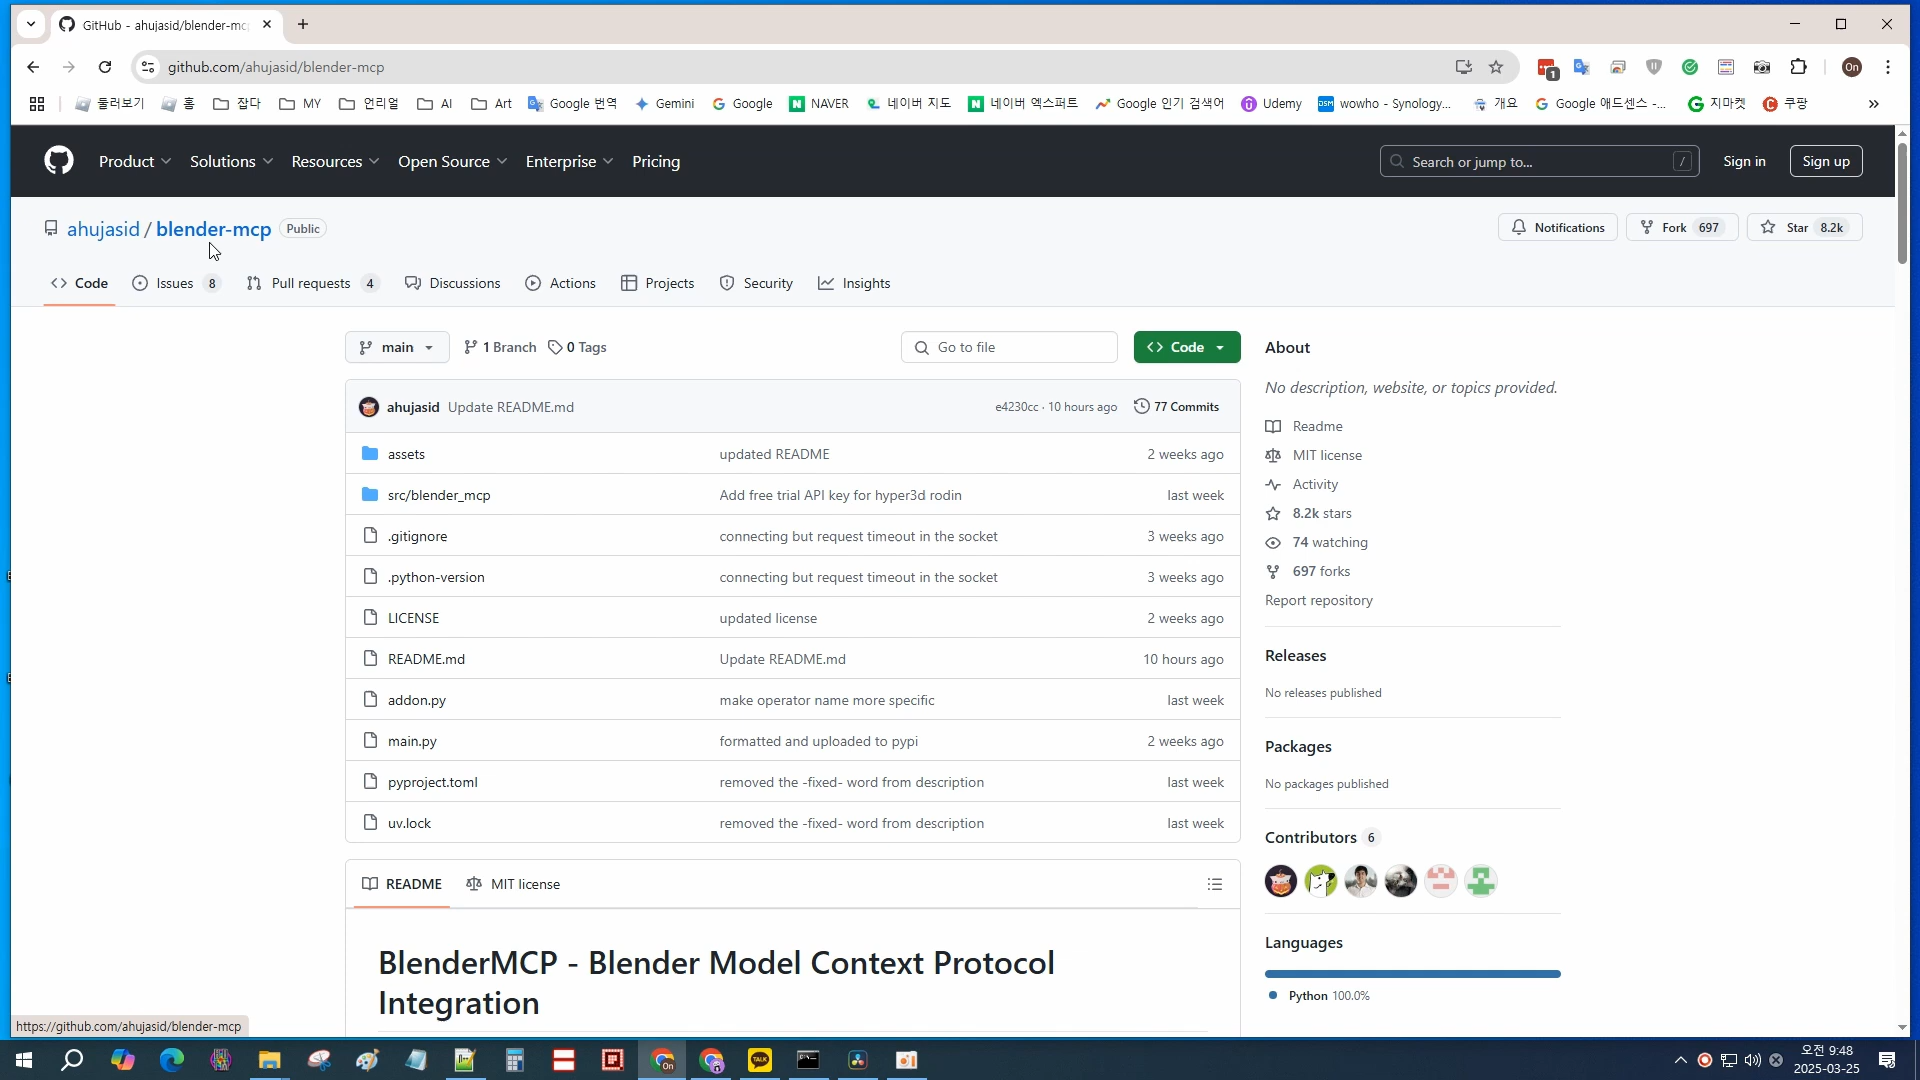 GitHub - ahujasid/blender-mc
github.com/ahujasid/blender-mcp
1
On
둘러보기 홈 잡다 MY 언리얼 AI Art Google 번역 Gemini Google NAVER 네이버 지도 네이버 엑스퍼트 Google 인기 검색어 Udemy wowho - Synology... 개요 Google 애드센스 -... 지마켓 쿠팡
Product Solutions Resources Open Source Enterprise Pricing Search or jump to... / Sign in Sign up
ahujasid / blender-mcp Public Notifications Fork 697 Star 8.2k
Code Issues 8 Pull requests 4 Discussions Actions Projects Security Insights
main 1 Branch 0 Tags Go to file Code
ahujasid Update README.md e4230cc · 10 hours ago 77 Commits
assets updated README 2 weeks ago
src/blender_mcp Add free trial API key for hyper3d rodin last week
.gitignore connecting but request timeout in the socket 3 weeks ago
.python-version connecting but request timeout in the socket 3 weeks ago
LICENSE updated license 2 weeks ago
README.md Update README.md 10 hours ago
addon.py make operator name more specific last week
main.py formatted and uploaded to pypi 2 weeks ago
pyproject.toml removed the -fixed- word from description last week
uv.lock removed the -fixed- word from description last week
README MIT license
BlenderMCP - Blender Model Context Protocol
Integration
About
No description, website, or topics provided.
Readme
MIT license
Activity
8.2k stars
74 watching
697 forks
Report repository
Releases
No releases published
Packages
No packages published
Contributors 6
Languages
Python 100.0%
https://github.com/ahujasid/blender-mcp
On
TALK
오전 9:48
2025-03-25